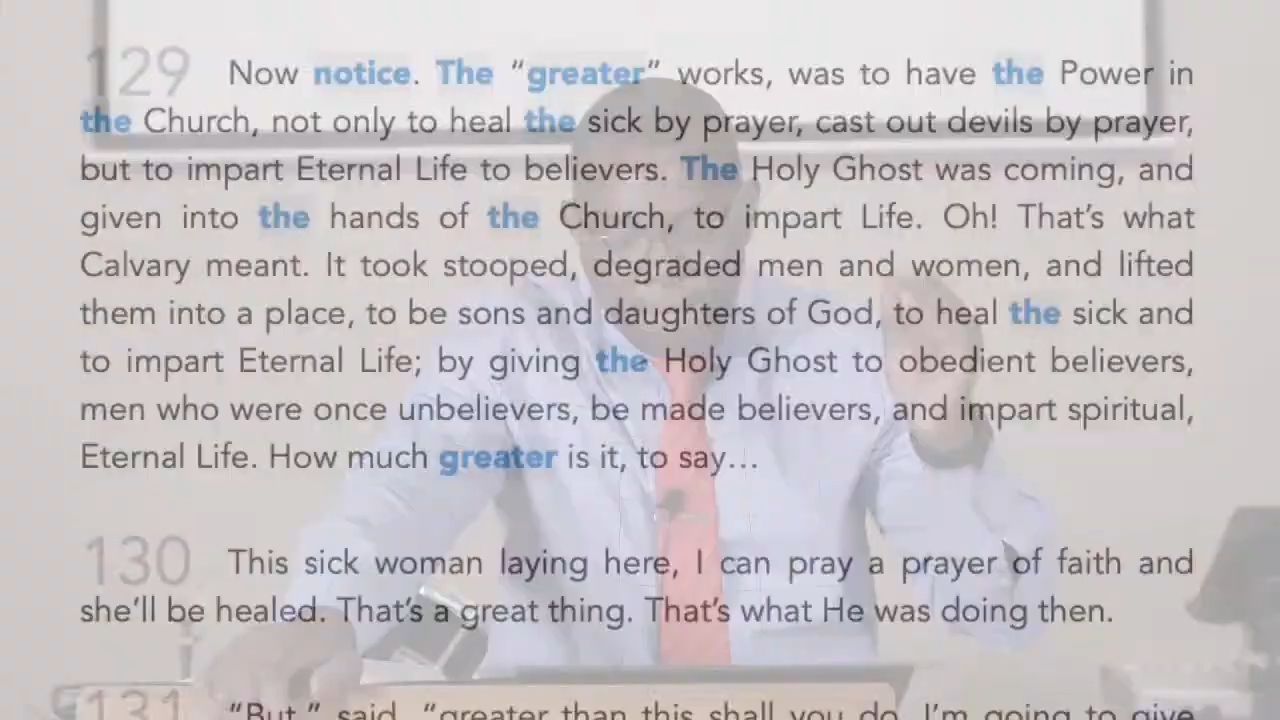 129 Now notice. The “greater” works, was to have the Power in
the Church, not only to heal the sick by prayer, cast out devils by prayer,
but to impart Eternal Life to believers. The Holy Ghost was coming, and
given into the hands of the Church, to impart Life. Oh! That’s what
Calvary meant. It took stooped, degraded men and women, and lifted
them into a place, to be sons and daughters of God, to heal the sick and
to impart Eternal Life; by giving the Holy Ghost to obedient believers,
men who were once unbelievers, be made believers, and impart spiritual,
Eternal Life. How much greater is it, to say…
130 This sick woman laying here, I can pray a prayer of faith and
she’ll be healed. That’s a great thing. That’s what He was doing then.
131 “But,” said, “greater than this shall you do. I’m going to give